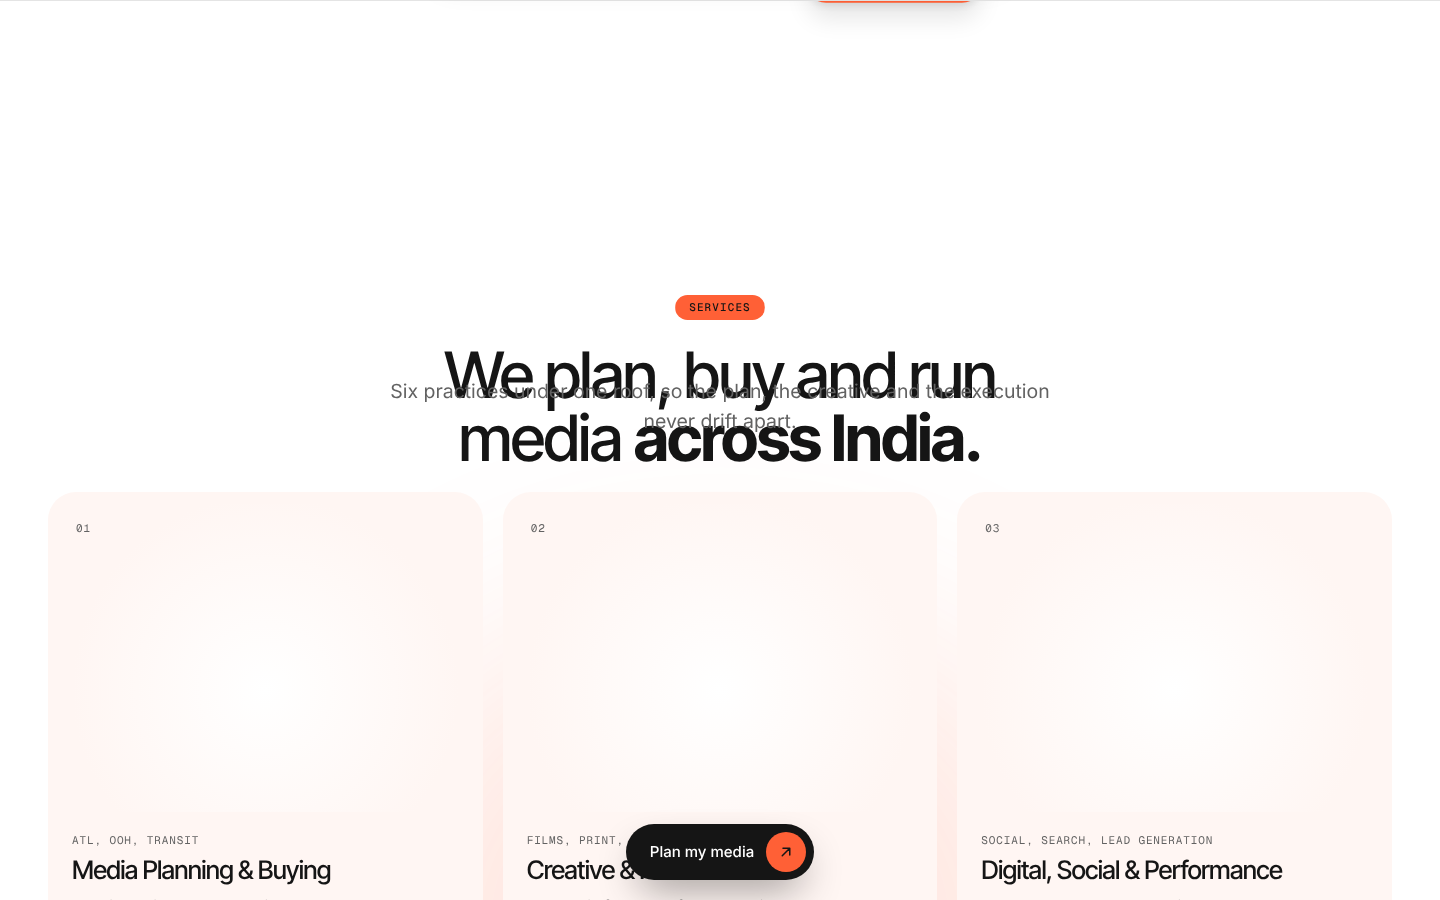 SERVICES
We plan, buy and run
media across India.
Six practices under one roof, so the plan, the creative and the execution
never drift apart.
01
02
03
ATL, OOH, TRANSIT
Media Planning & Buying
FILMS, PRINT,
Creative &
SOCIAL, SEARCH, LEAD GENERATION
Digital, Social & Performance
Plan my media